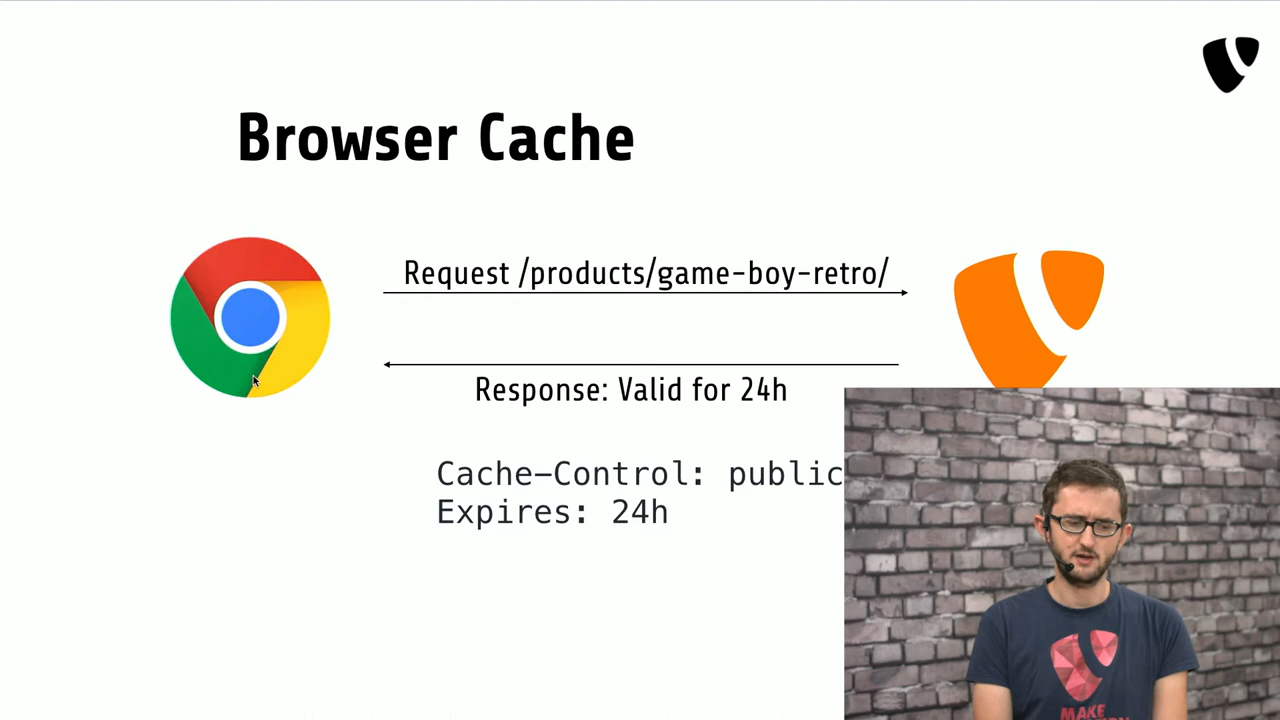 Browser Cache
Request /products/game-boy-retro/
Response: Valid for 24h
Cache-Control: public
Expires: 24h
MAKE